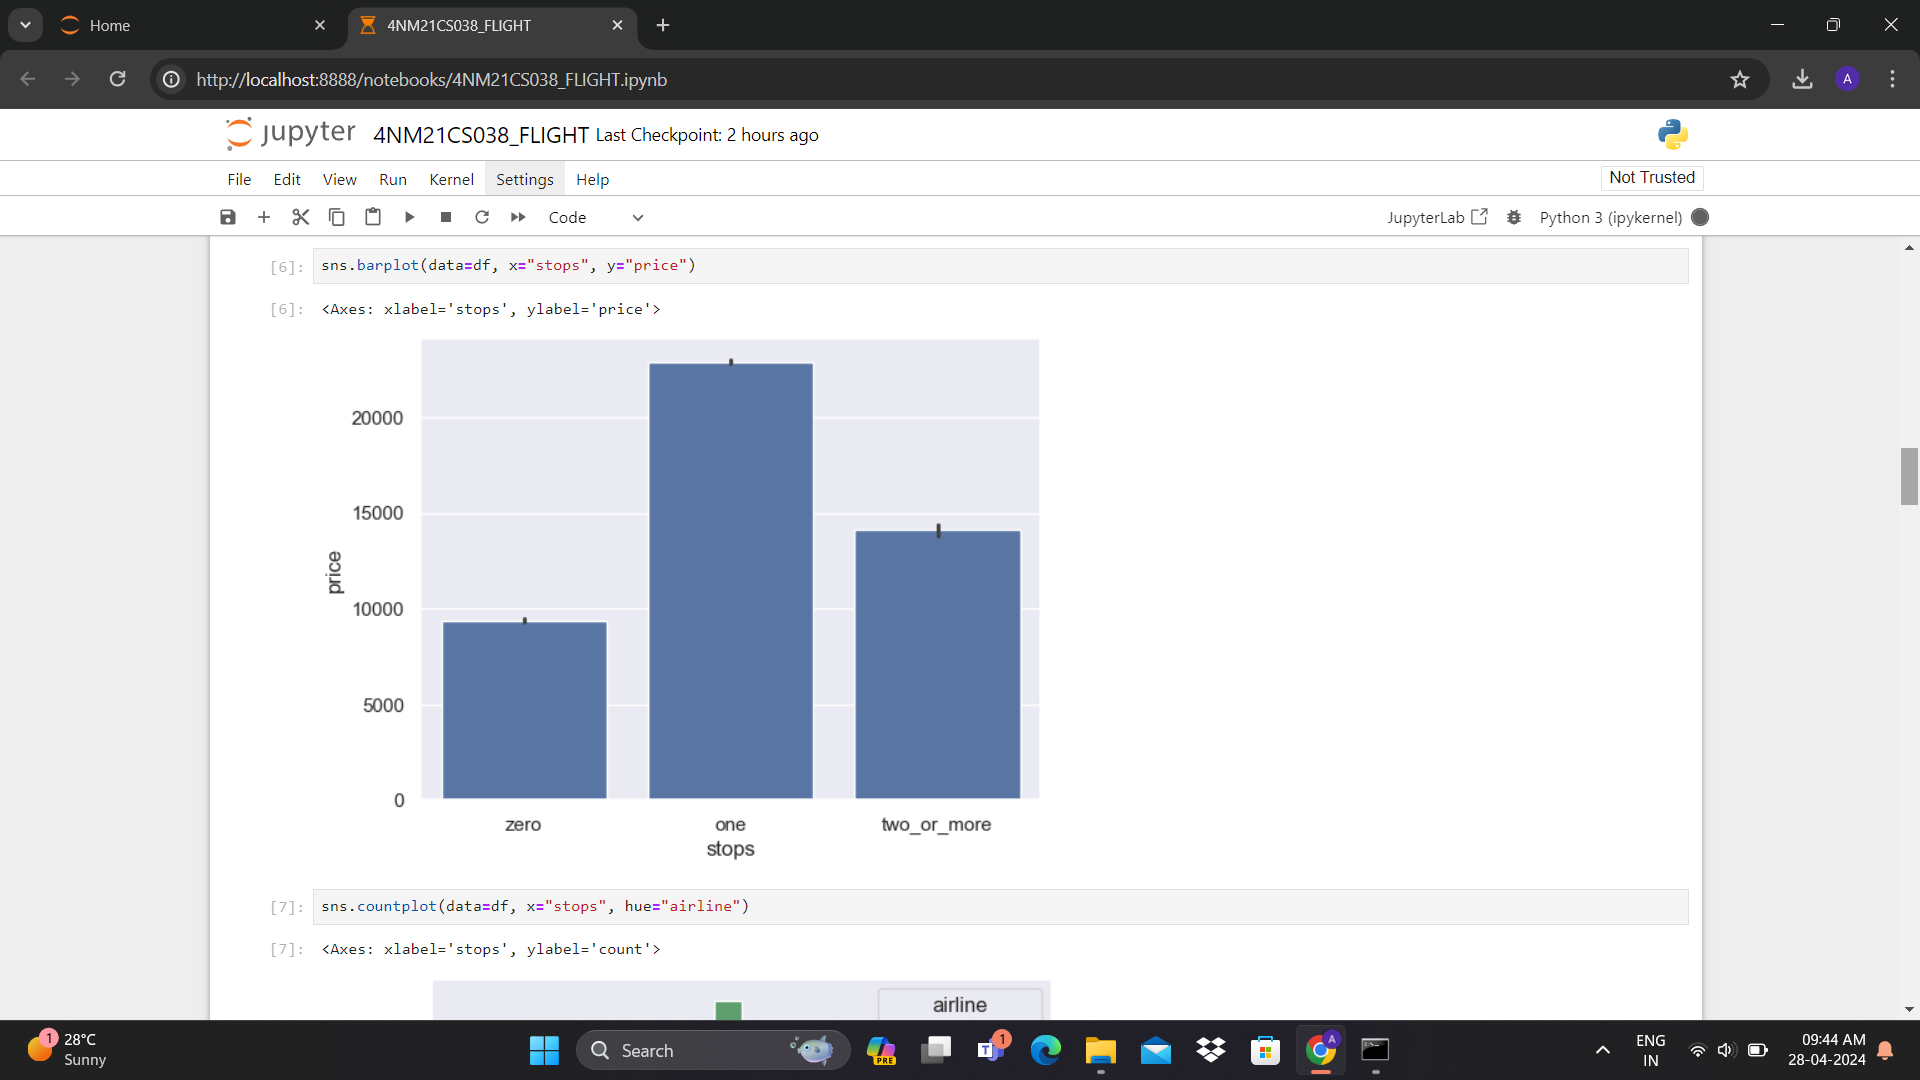 Home
4NM21CS038_FLIGHT
http://localhost:8888/notebooks/4NM21CS038_FLIGHT.ipynb
A
jupyter 4NM21CS038_FLIGHT Last Checkpoint: 2 hours ago
File Edit View Run Kernel Settings Help
Not Trusted
Code
JupyterLab
Python 3 (ipykernel)
[6]: sns.barplot(data=df, x="stops", y="price")
[6]: <Axes: xlabel='stops', ylabel='price'>
20000
15000
10000
5000
0
price
zero one two_or_more
stops
[7]: sns.countplot(data=df, x="stops", hue="airline")
[7]: <Axes: xlabel='stops', ylabel='count'>
airline
1
28°C
Sunny
Search
PRE
T
1
A
ENG
IN
09:44 AM
28-04-2024